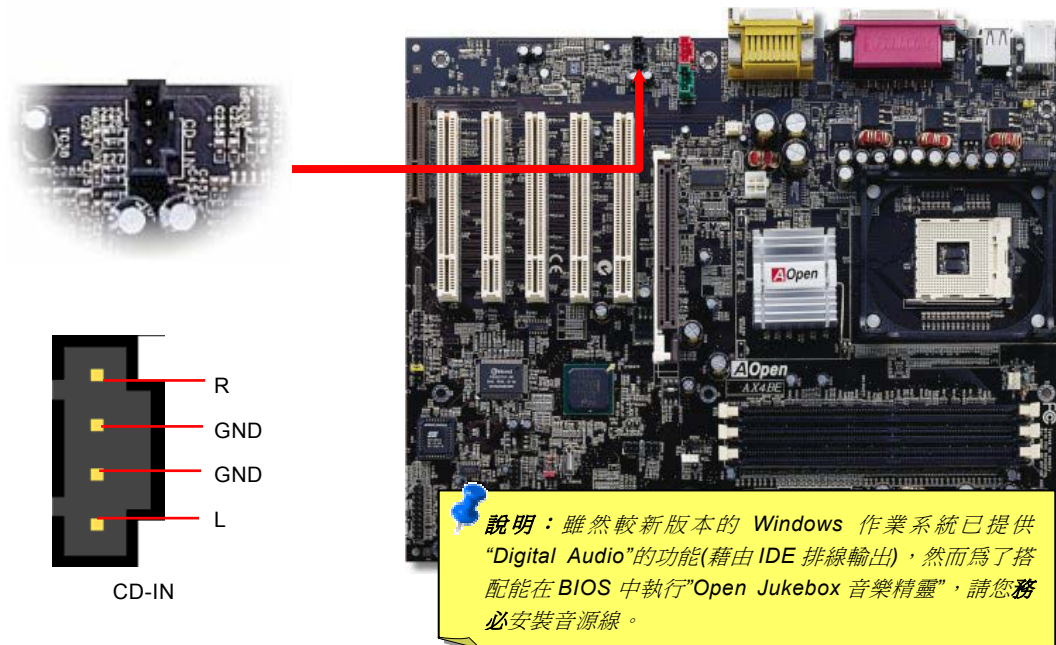 CD-IN
AOpen
AOpen
AX4BE
R
GND
GND
L
CD-IN
說明：雖然較新版本的 Windows 作業系統已提供
“Digital Audio”的功能(藉由 IDE 排線輸出)，然而爲了搭
配能在 BIOS 中執行”Open Jukebox 音樂精靈”，請您務
必安裝音源線。